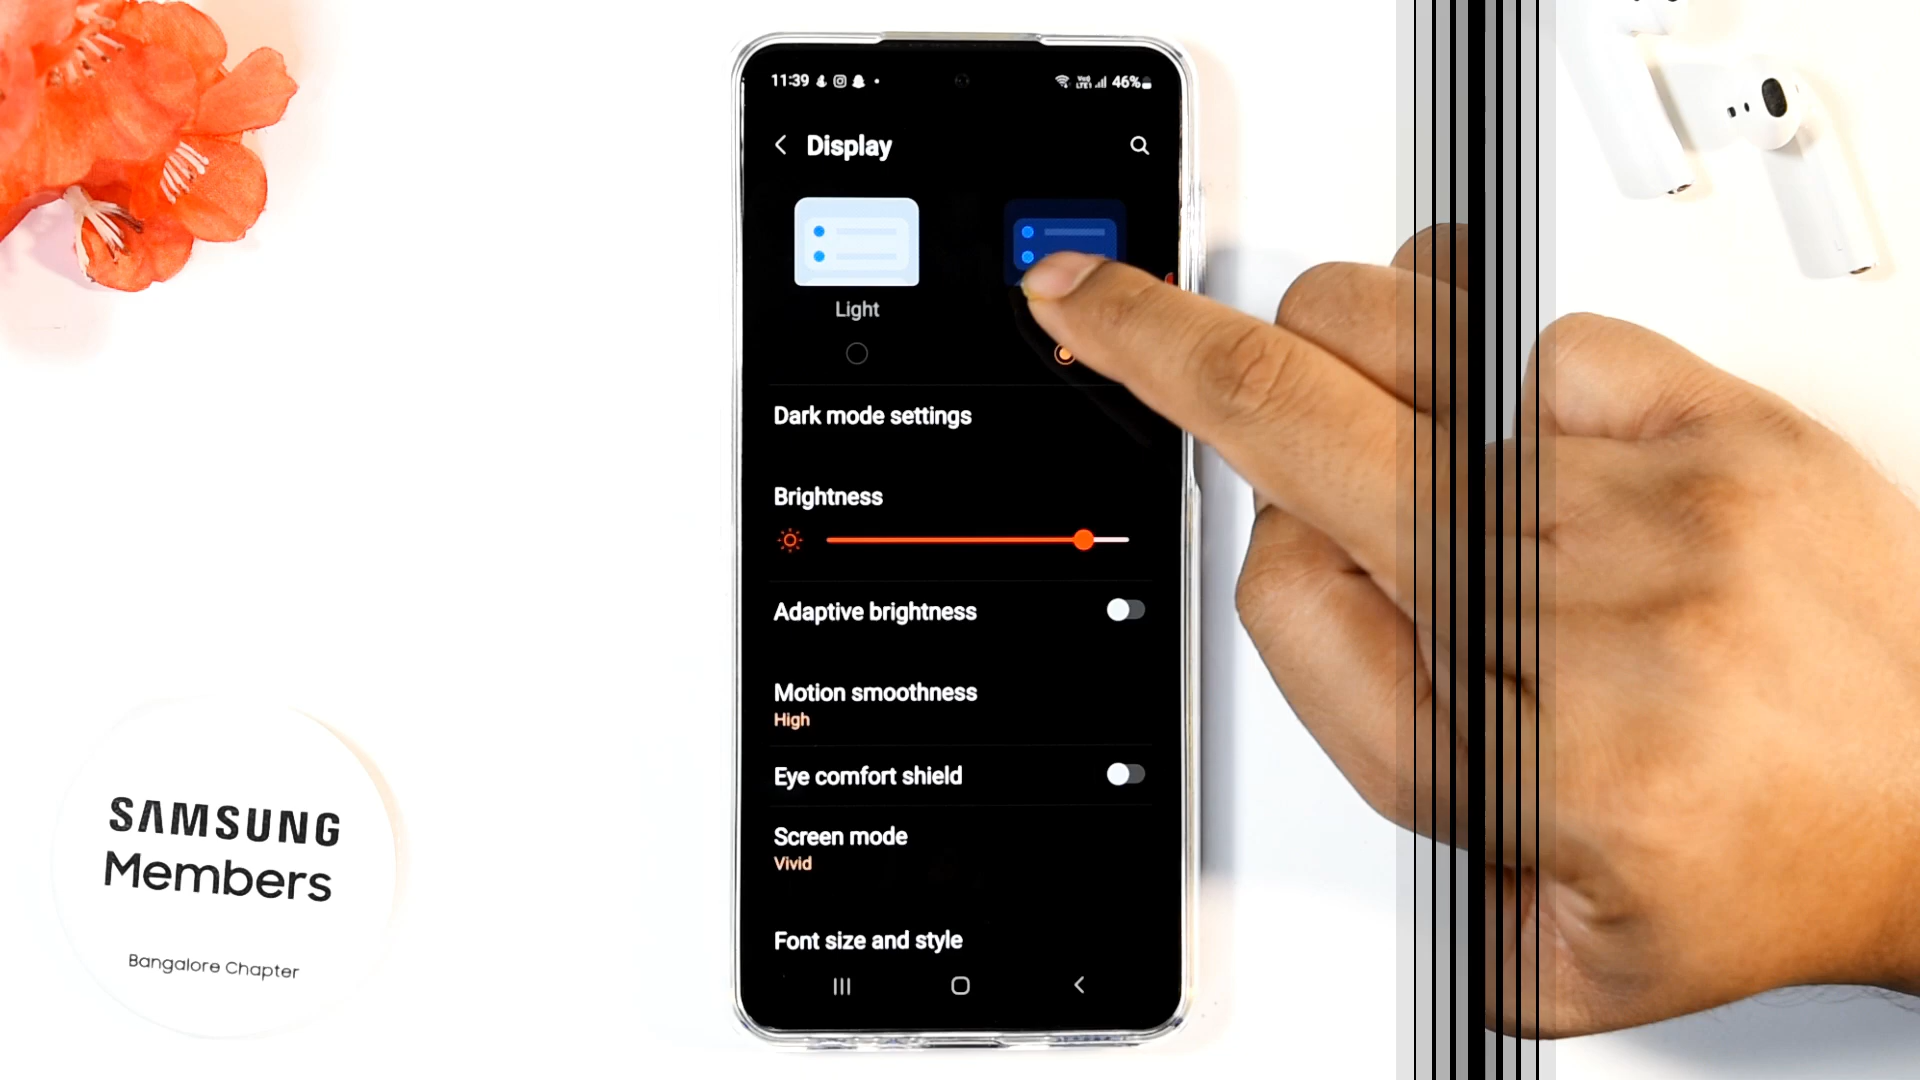 11:39
46%
Display
Light
Dark mode settings
Brightness
Adaptive brightness
Motion smoothness
High
Eye comfort shield
Screen mode
Vivid
Font size and style
SAMSUNG
Members
Bangalore Chapter